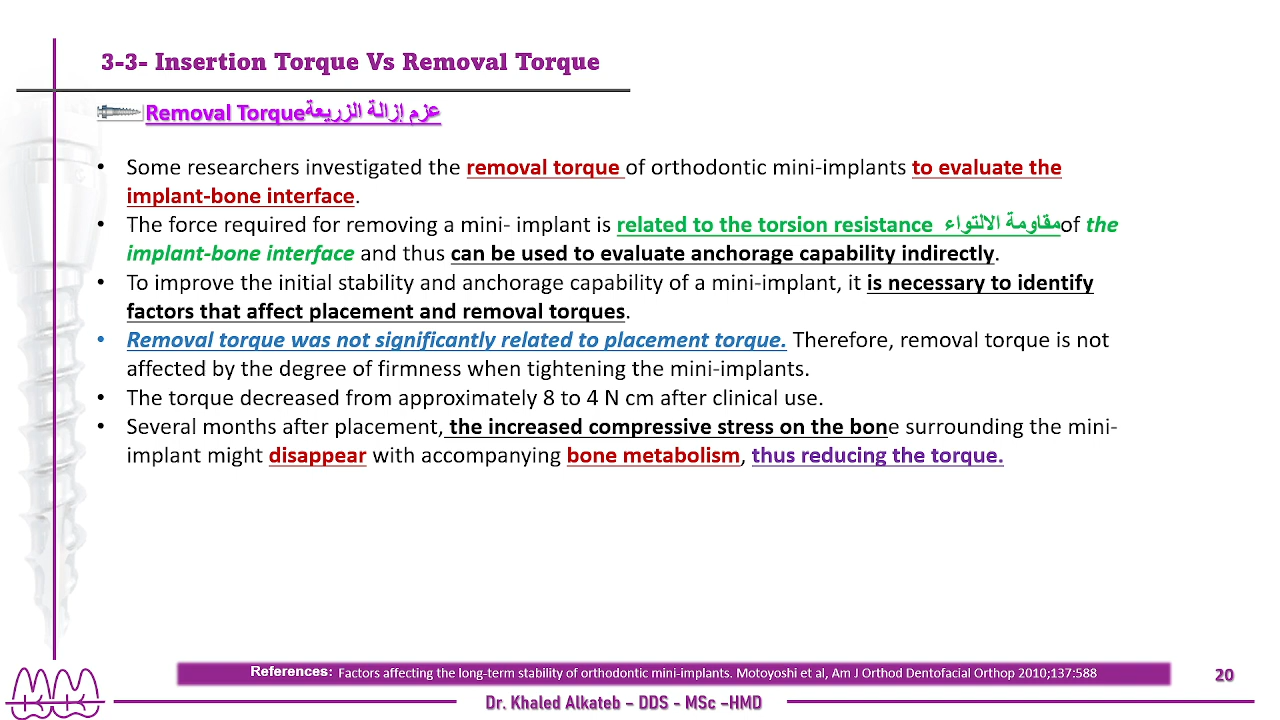 3-3- Insertion Torque Vs Removal Torque
Removal Torqueعزم إزالة الزريعة
• Some researchers investigated the removal torque of orthodontic mini-implants to evaluate the
implant-bone interface.
• The force required for removing a mini- implant is related to the torsion resistance مقاومة الالتواء of the
implant-bone interface and thus can be used to evaluate anchorage capability indirectly.
• To improve the initial stability and anchorage capability of a mini-implant, it is necessary to identify
factors that affect placement and removal torques.
• Removal torque was not significantly related to placement torque. Therefore, removal torque is not
affected by the degree of firmness when tightening the mini-implants.
• The torque decreased from approximately 8 to 4 N cm after clinical use.
• Several months after placement, the increased compressive stress on the bone surrounding the mini-
implant might disappear with accompanying bone metabolism, thus reducing the torque.
References: Factors affecting the long-term stability of orthodontic mini-implants. Motoyoshi et al, Am J Orthod Dentofacial Orthop 2010;137:588
20
Dr. Khaled Alkateb – DDS - MSc –HMD